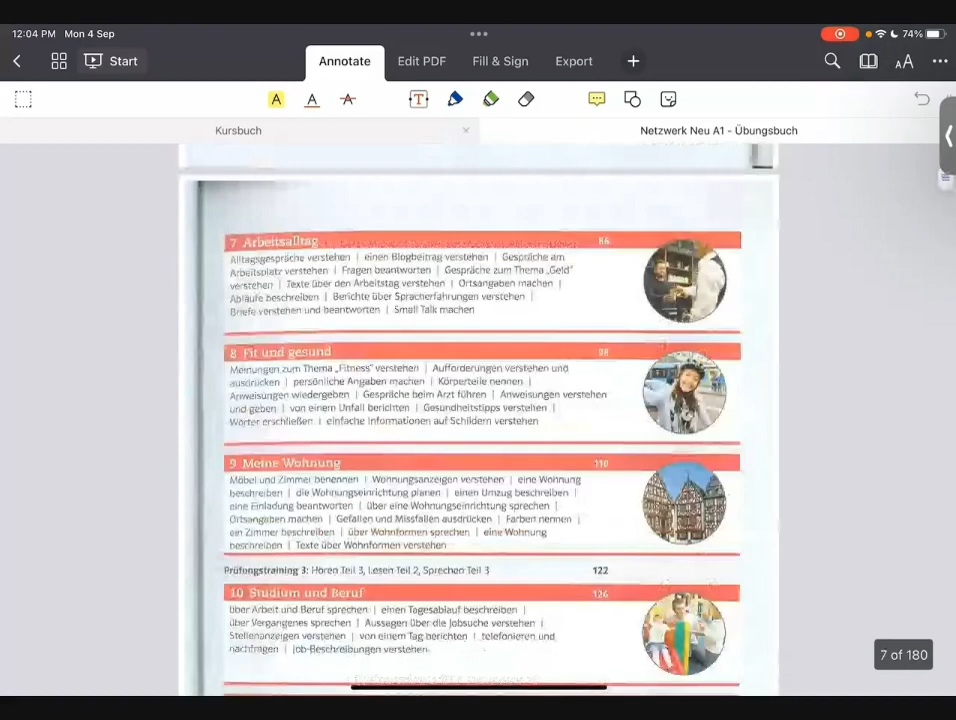 12:04 PM Mon 4 Sep
74%
Start
Annotate
Edit PDF
Fill & Sign
Export
Kursbuch
Netzwerk Neu A1 - Übungsbuch
7 Arbeitsalltag 86
Alltagsgespräche verstehen | einen Blogbeitrag verstehen | Gespräche am
Arbeitsplatz verstehen | Fragen beantworten | Gespräche zum Thema „Geld"
verstehen | Texte über den Arbeitstag verstehen | Ortsangaben machen |
Abläufe beschreiben | Berichte über Spracherfahrungen verstehen |
Briefe verstehen und beantworten | Small Talk machen
8 Fit und gesund 98
Meinungen zum Thema „Fitness" verstehen | Aufforderungen verstehen und
ausdrücken | persönliche Angaben machen | Körperteile nennen |
Anweisungen wiedergeben | Gespräche beim Arzt führen | Anweisungen verstehen
und geben | von einem Unfall berichten | Gesundheitstipps verstehen |
Wörter erschließen | einfache Informationen auf Schildern verstehen
9 Meine Wohnung 110
Möbel und Zimmer benennen | Wohnungsanzeigen verstehen | eine Wohnung
beschreiben | die Wohnungseinrichtung planen | einen Umzug beschreiben |
eine Einladung beantworten | über eine Wohnungseinrichtung sprechen |
Ortsangaben machen | Gefallen und Missfallen ausdrücken | Farben nennen |
ein Zimmer beschreiben | über Wohnformen sprechen | eine Wohnung
beschreiben | Texte über Wohnformen verstehen
Prüfungstraining 3: Hören Teil 3, Lesen Teil 2, Sprechen Teil 3 122
10 Studium und Beruf 126
über Arbeit und Beruf sprechen | einen Tagesablauf beschreiben |
über Vergangenes sprechen | Aussagen über die Jobsuche verstehen |
Stellenanzeigen verstehen | von einem Tag berichten | telefonieren und
nachfragen | Job-Beschreibungen verstehen
7 of 180